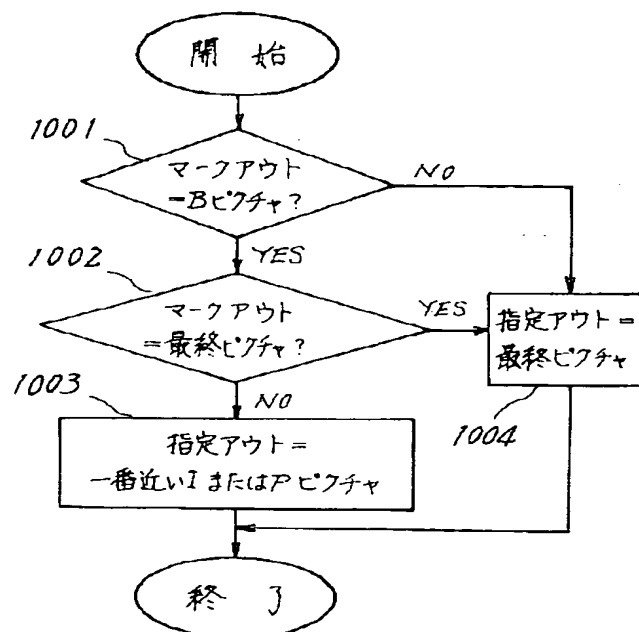 開始
1001
マークアウト
=Bピクチャ?
NO
YES
1002
マークアウト
=最終ピクチャ?
YES
指定アウト=
最終ピクチャ
1004
NO
1003
指定アウト=
一番近いIまたはPピクチャ
終了